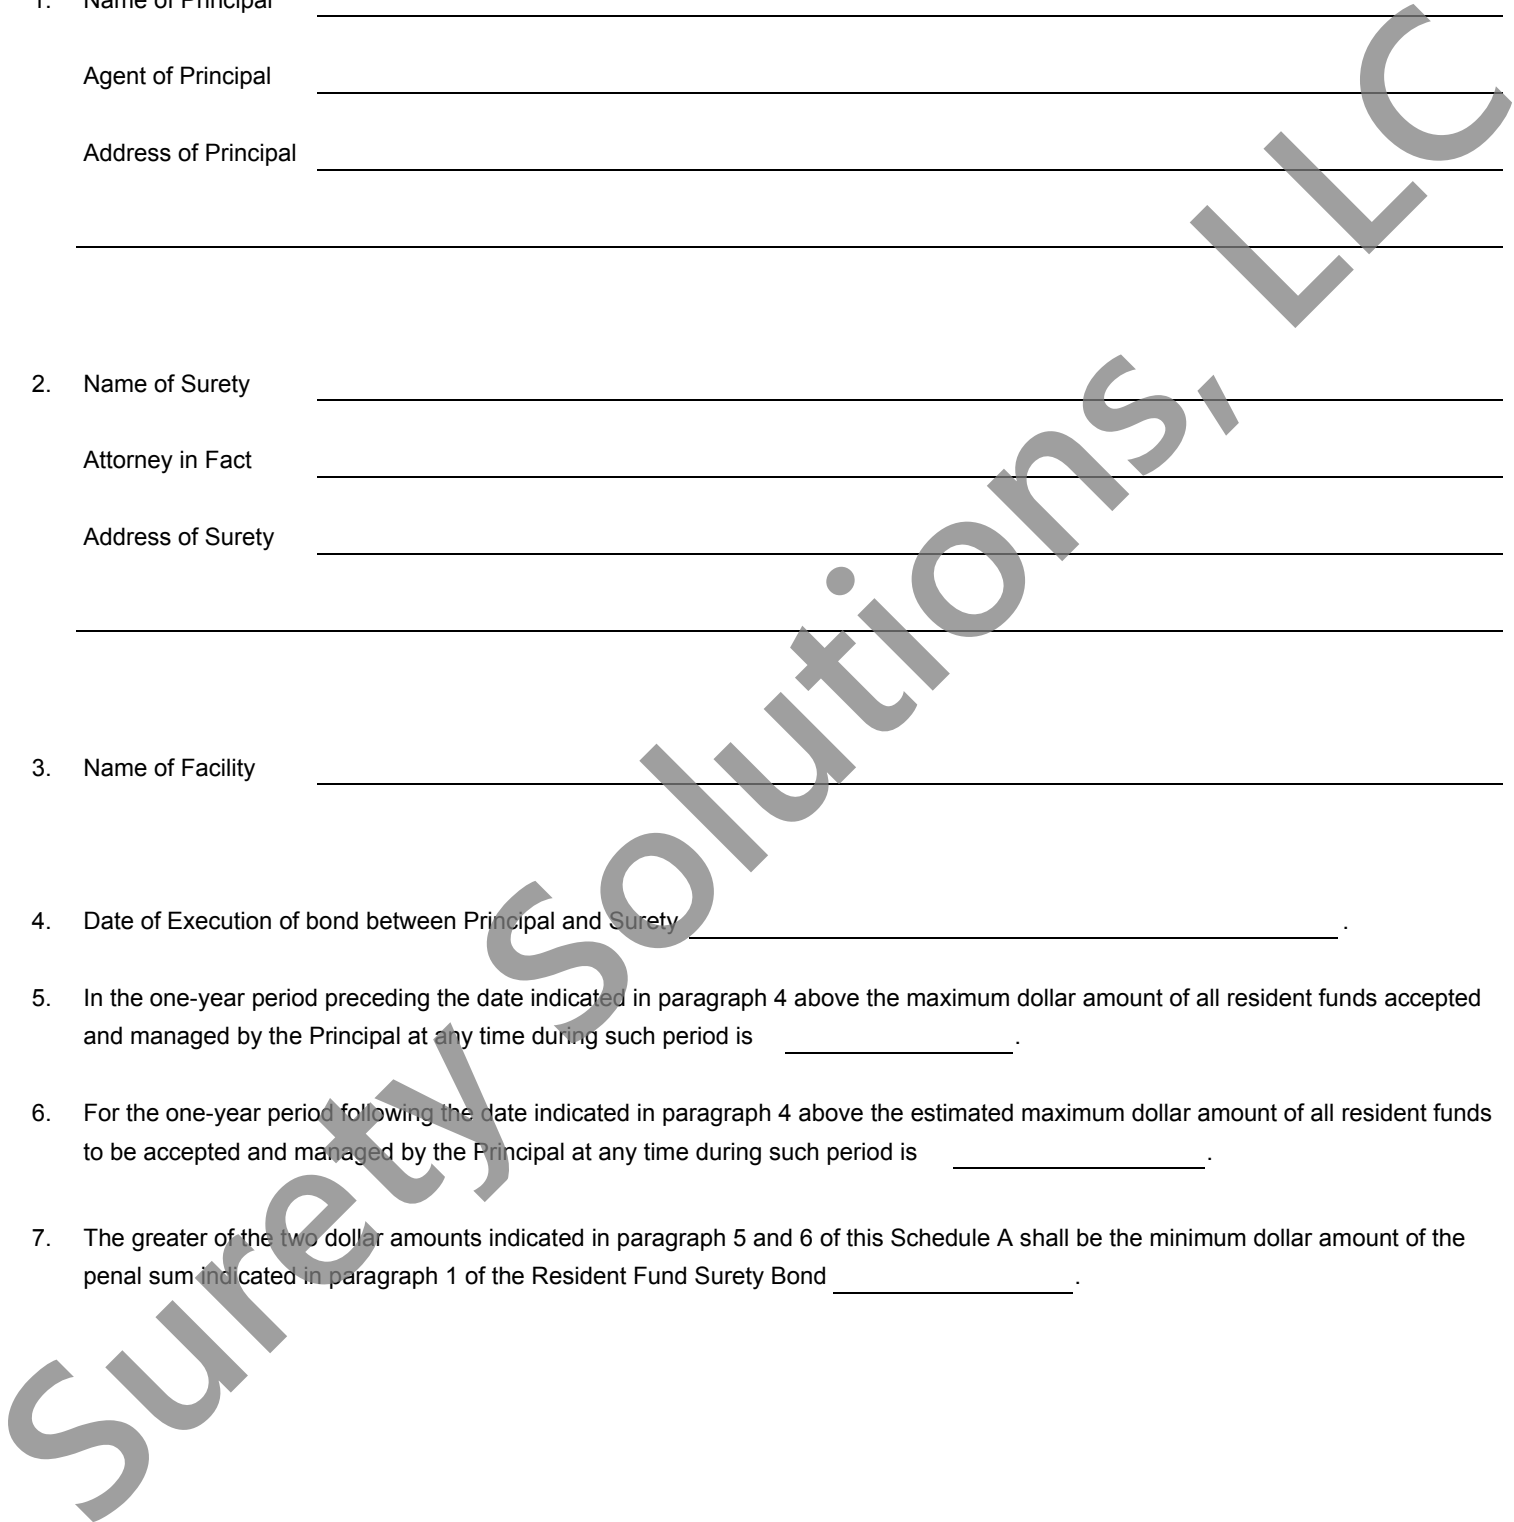 1. Name of Principal
Agent of Principal
Address of Principal
2. Name of Surety
Attorney in Fact
Address of Surety
3. Name of Facility
4. Date of Execution of bond between Principal and Surety .
5. In the one-year period preceding the date indicated in paragraph 4 above the maximum dollar amount of all resident funds accepted
and managed by the Principal at any time during such period is .
6. For the one-year period following the date indicated in paragraph 4 above the estimated maximum dollar amount of all resident funds
to be accepted and managed by the Principal at any time during such period is .
7. The greater of the two dollar amounts indicated in paragraph 5 and 6 of this Schedule A shall be the minimum dollar amount of the
penal sum indicated in paragraph 1 of the Resident Fund Surety Bond .
Surety Solutions, LLC